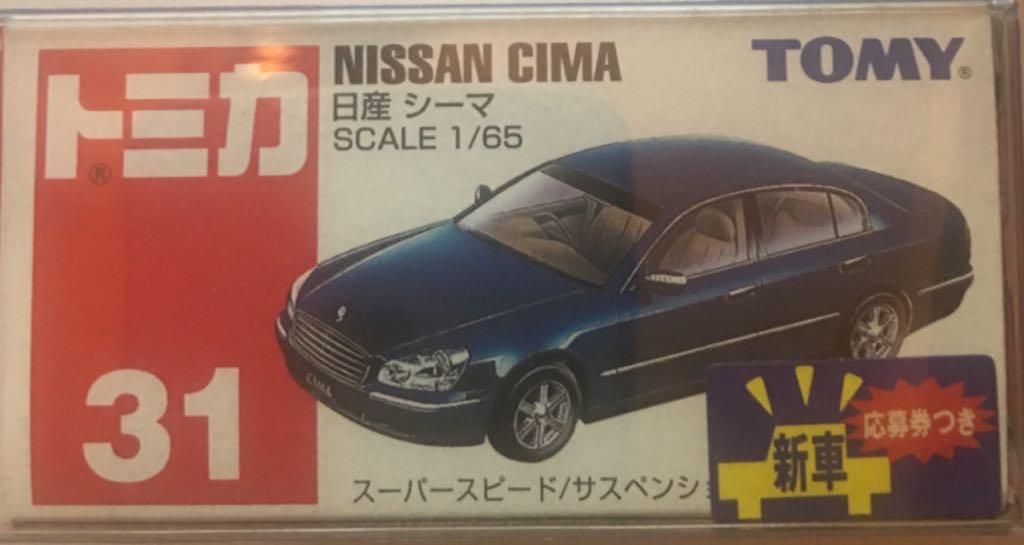 トミカ
®
31
NISSAN CIMA
日産 シーマ
SCALE 1/65
TOMY®
CIMA
スーパースピード/サスペンシ
新車
応募券つき